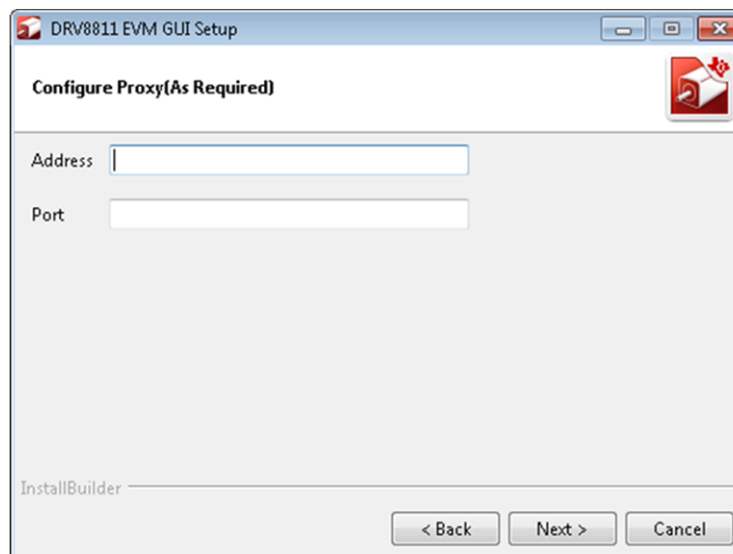 DRV8811 EVM GUI Setup
Configure Proxy(As Required)
Address
Port
InstallBuilder
< Back Next > Cancel